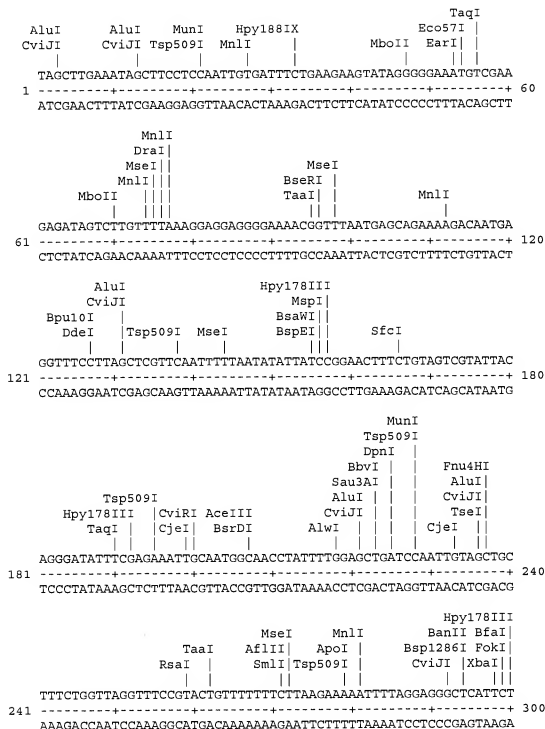 TaqI
AluI AluI MunI Hpy188IX Eco57I
CviJI CviJI Tsp509I MnlI MboII EarI
TAGCTTGAAATAGCTTCCTCCAATTGTGATTTCTGAAGAAGTATAGGGGGAAATGTCGAA
1 60
ATCGAACTTTATCGAAGGAGGTTAACACTAAAGACTTCTTCATATCCCCCTTTACAGCTT
MnlI
DraI
MseI MseI
MnlI BseRI
MboII TaaI MnlI
GAGATAGTCTTGTTTTAAAGGAGGAGGGGAAAACGGTTTAATGAGCAGAAAAGACAATGA
61 120
CTCTATCAGAACAAAATTTCCTCCTCCCCTTTTGCCAAATTACTCGTCTTTTCTGTTACT
Hpy178III
AluI MspI
CviJI BsaWI
Bpu10I BspEI
DdeI Tsp509I MseI SfcI
GGTTTCCTTAGCTCGTTCAATTTTTAATATATTATCCGGAACTTTCTGTAGTCGTATTAC
121 180
CCAAAGGAATCGAGCAAGTTAAAAATTATATAATAGGCCTTGAAAGACATCAGCATAATG
MunI
Tsp509I
DpnI
BbvI Fnu4HI
Sau3AI AluI
Tsp509I AluI CviJI
Hpy178III CviRI AceIII CviJI TseI
TaqI CjeI BsrDI AlwI CjeI
AGGGATATTTCGAGAAATTGCAATGGCAACCTATTTTGGAGCTGATCCAATTGTAGCTGC
181 240
TCCCTATAAAGCTCTTTAACGTTACCGTTGGATAAAACCTCGACTAGGTTAACATCGACG
Hpy178III
MseI MnlI BanII BfaI
TaaI AflII ApoI Bsp1286I FokI
RsaI SmlI Tsp509I CviJI XbaI
TTTCTGGTTAGGTTTCCGTACTGTTTTTTTCTTAAGAAAAATTTTAGGAGGGCTCATTCT
241 300
AAAGACCAATCCAAAGGCATGACAAAAAAAGAATTCTTTTTAAAATCCTCCCGAGTAAGA